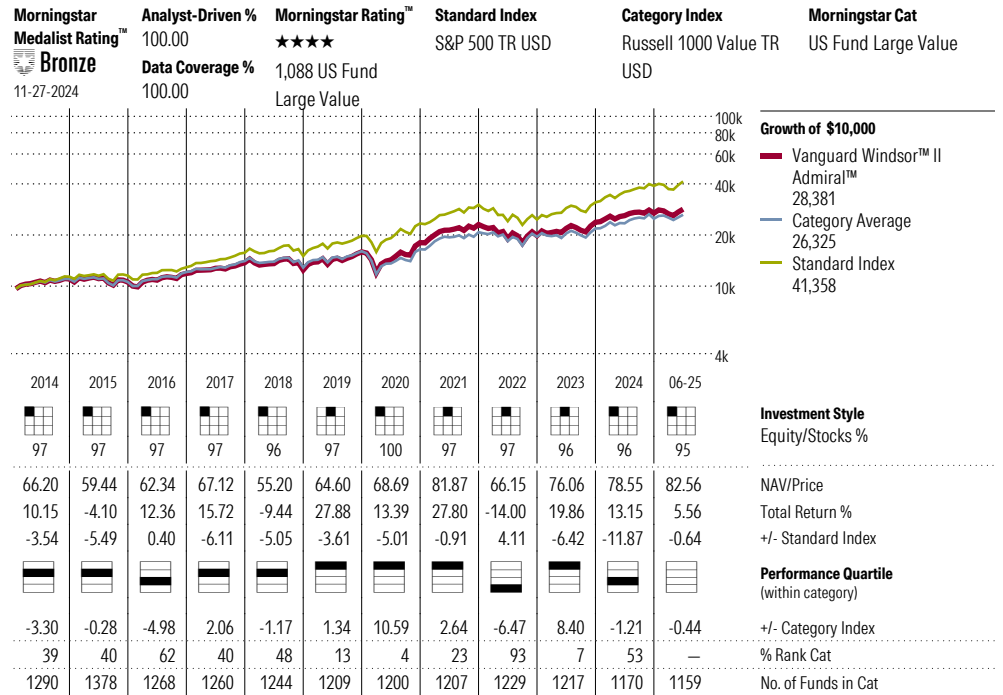 Morningstar Medalist Rating™
Bronze
11-27-2024
Analyst-Driven %
100.00
Data Coverage %
100.00
Morningstar Rating™
★★★★
1,088 US Fund
Large Value
Standard Index
S&P 500 TR USD
Category Index
Russell 1000 Value TR
USD
Morningstar Cat
US Fund Large Value
100k
80k
60k
40k
20k
10k
4k
Growth of $10,000
Vanguard Windsor™ II
Admiral™
28,381
Category Average
26,325
Standard Index
41,358
2014 2015 2016 2017 2018 2019 2020 2021 2022 2023 2024 06-25
Investment Style
Equity/Stocks %
97 97 97 97 96 97 100 97 97 96 96 95
66.20 59.44 62.34 67.12 55.20 64.60 68.69 81.87 66.15 76.06 78.55 82.56 NAV/Price
10.15 -4.10 12.36 15.72 -9.44 27.88 13.39 27.80 -14.00 19.86 13.15 5.56 Total Return %
-3.54 -5.49 0.40 -6.11 -5.05 -3.61 -5.01 -0.91 4.11 -6.42 -11.87 -0.64 +/- Standard Index
Performance Quartile
(within category)
-3.30 -0.28 -4.98 2.06 -1.17 1.34 10.59 2.64 -6.47 8.40 -1.21 -0.44 +/- Category Index
39 40 62 40 48 13 4 23 93 7 53 — % Rank Cat
1290 1378 1268 1260 1244 1209 1200 1207 1229 1217 1170 1159 No. of Funds in Cat